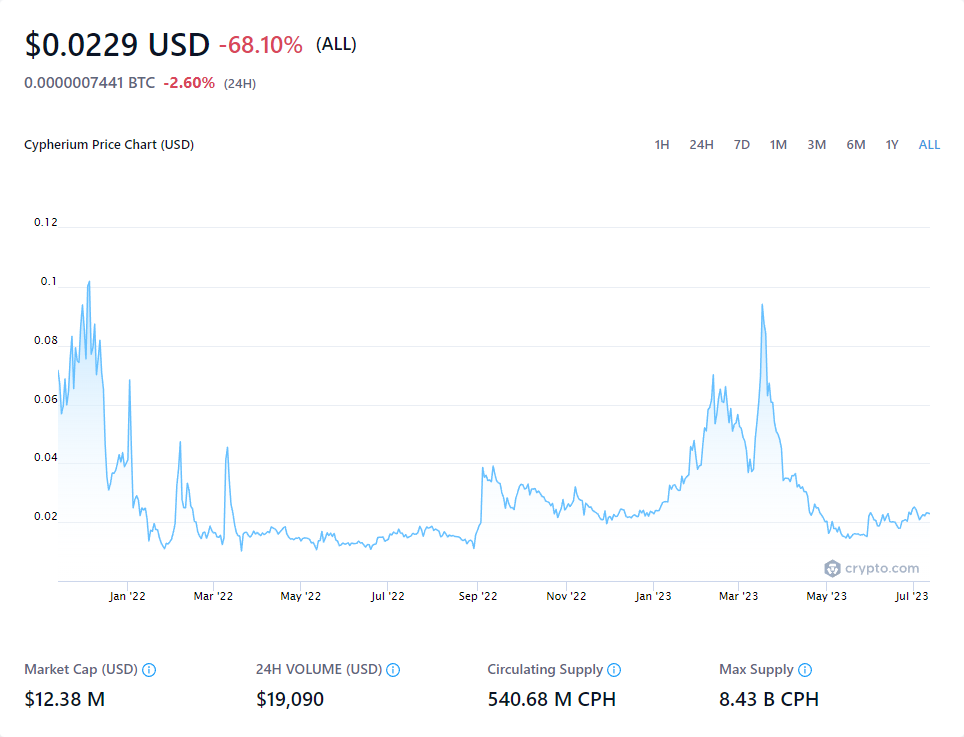 $0.0229 USD -68.10% (ALL)
0.0000007441 BTC -2.60% (24H)
Cypherium Price Chart (USD) 1H 24H 7D 1M 3M 6M 1Y ALL
0.12
0.1
0.08
0.06
0.04
0.02
crypto.com
Jan '22 Mar '22 May '22 Jul '22 Sep '22 Nov '22 Jan '23 Mar '23 May '23 Jul '23
Market Cap (USD) 24H VOLUME (USD) Circulating Supply Max Supply
$12.38 M $19,090 540.68 M CPH 8.43 B CPH